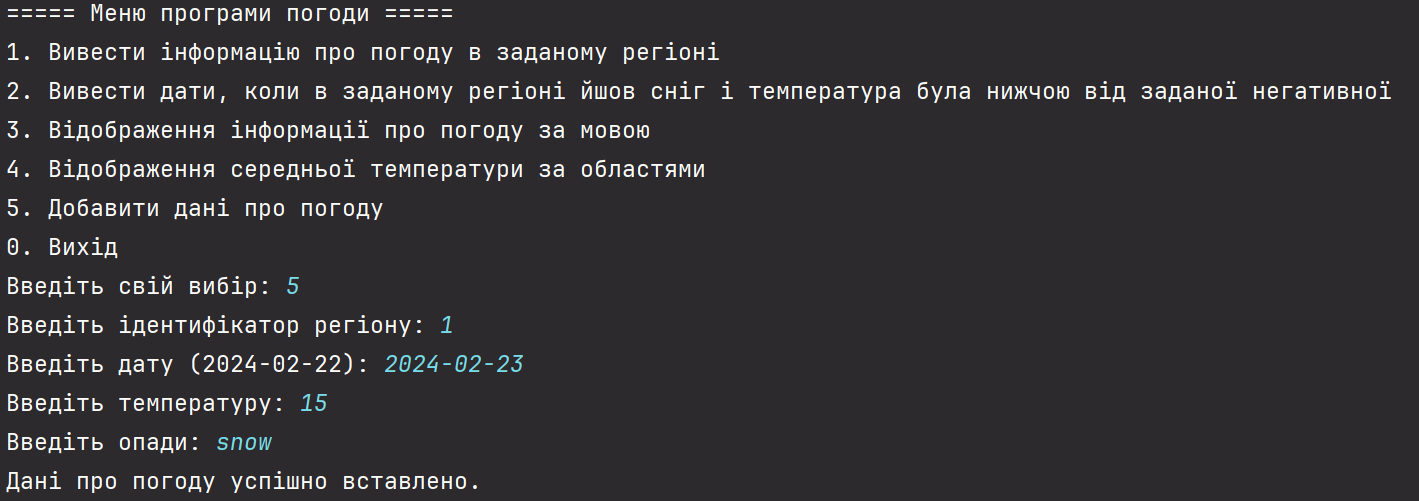 ===== Меню програми погоди =====
1. Вивести інформацію про погоду в заданому регіоні
2. Вивести дати, коли в заданому регіоні йшов сніг і температура була нижчою від заданої негативної
3. Відображення інформації про погоду за мовою
4. Відображення середньої температури за областями
5. Добавити дані про погоду
0. Вихід
Введіть свій вибір: 5
Введіть ідентифікатор регіону: 1
Введіть дату (2024-02-22): 2024-02-23
Введіть температуру: 15
Введіть опади: snow
Дані про погоду успішно вставлено.